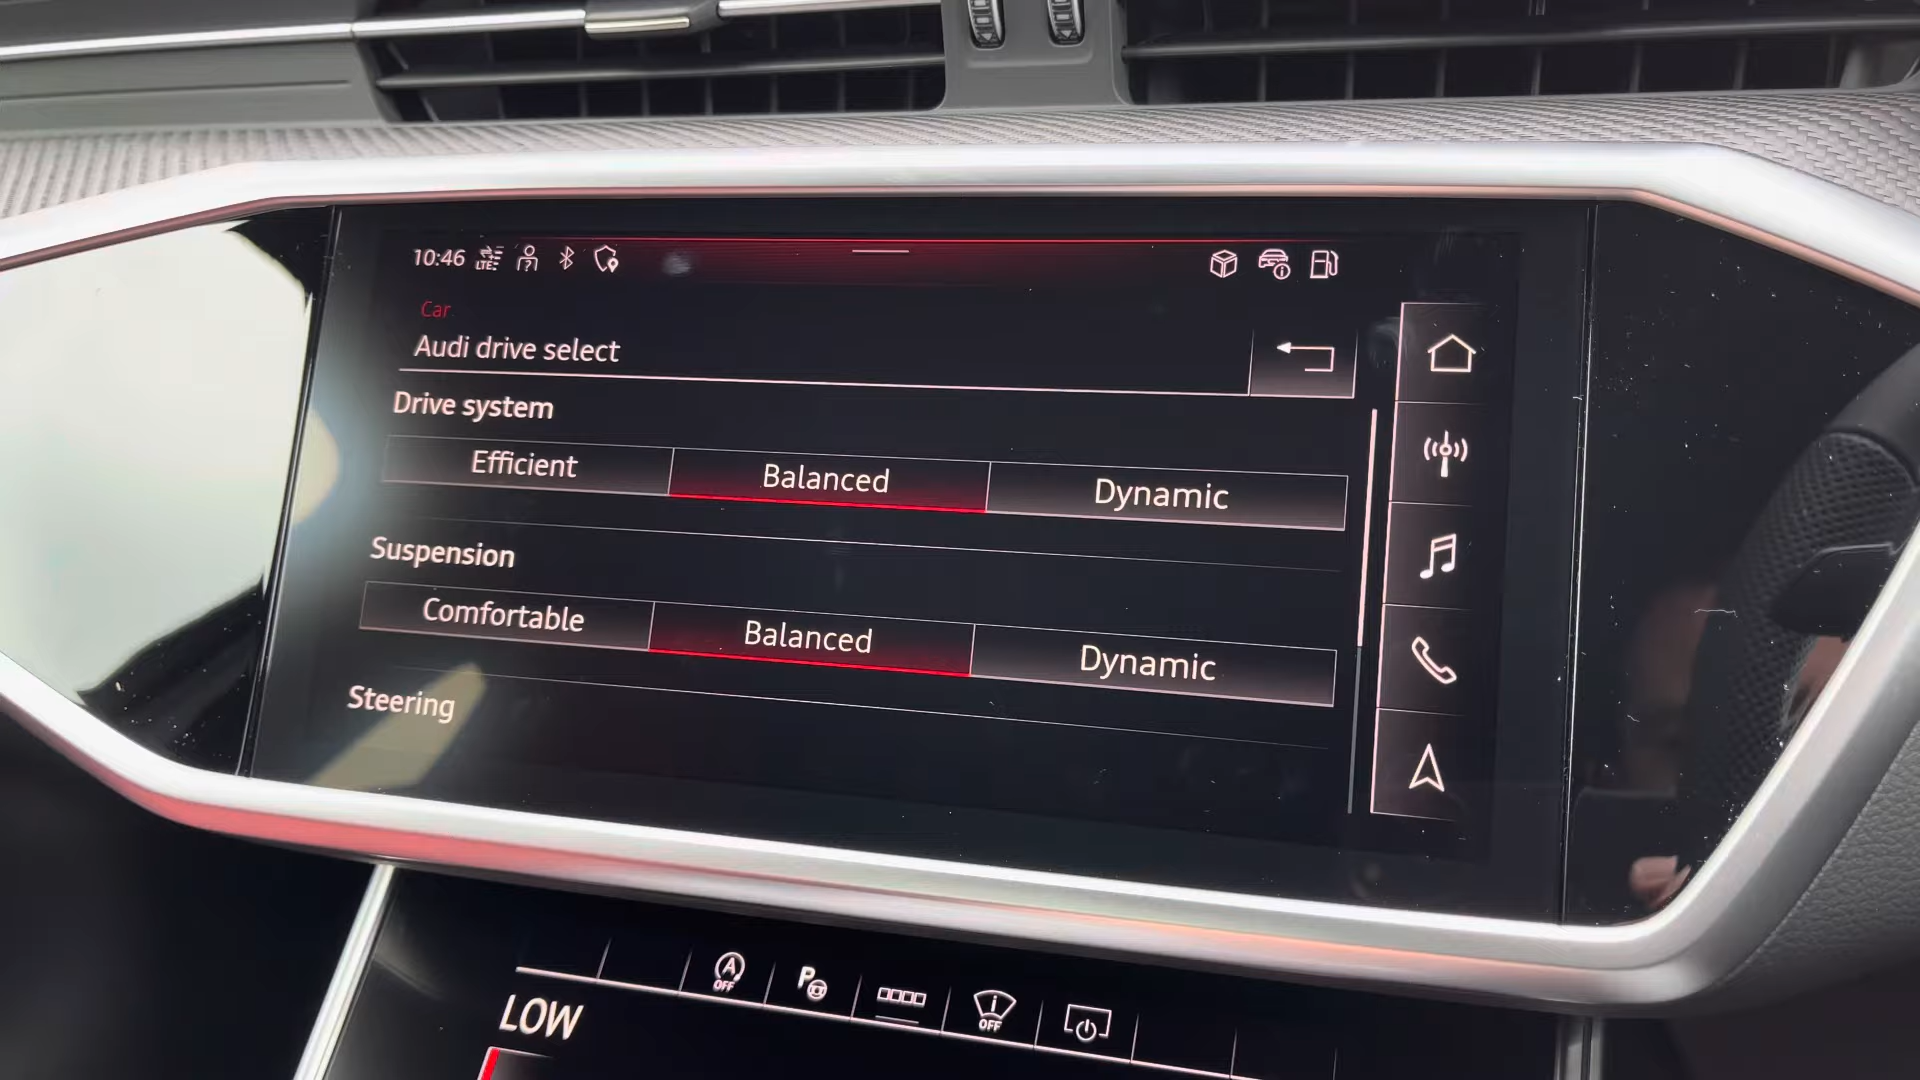 10:46 LTE
Car
Audi drive select
Drive system
Efficient Balanced Dynamic
Suspension
Comfortable Balanced Dynamic
Steering
A OFF P i OFF
LOW